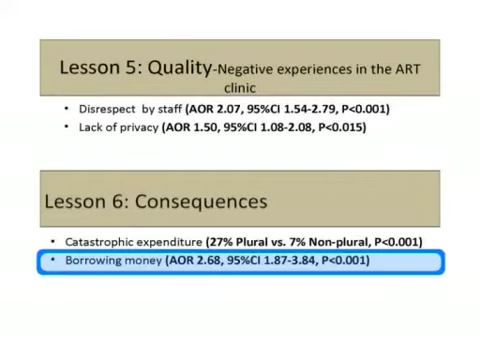 Lesson 5: Quality-Negative experiences in the ART
clinic
• Disrespect by staff (AOR 2.07, 95%CI 1.54-2.79, P<0.001)
• Lack of privacy (AOR 1.50, 95%CI 1.08-2.08, P<0.015)
Lesson 6: Consequences
• Catastrophic expenditure (27% Plural vs. 7% Non-plural, P<0.001)
• Borrowing money (AOR 2.68, 95%CI 1.87-3.84, P<0.001)